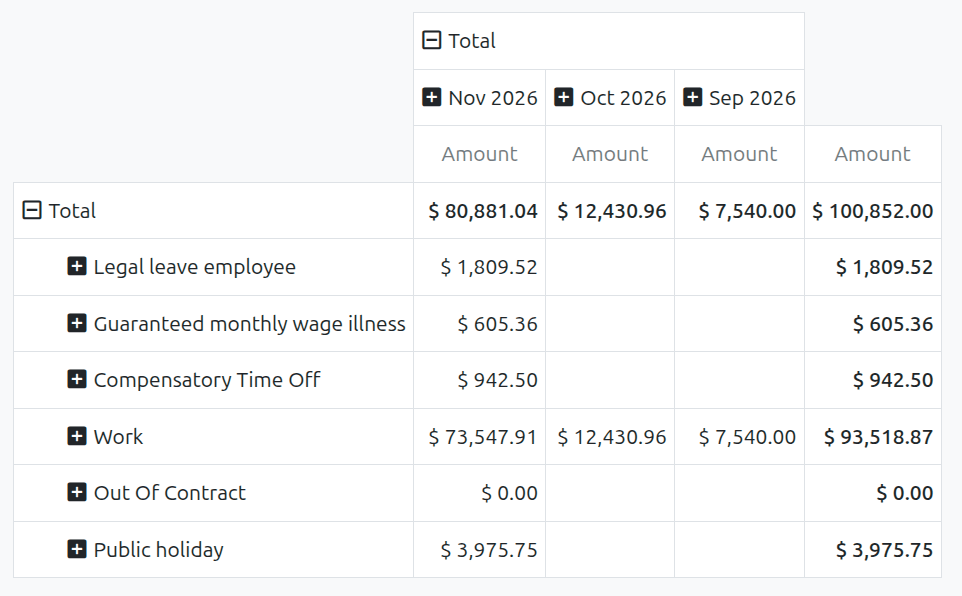 Total
Nov 2026 Oct 2026 Sep 2026
Amount Amount Amount Amount
Total $ 80,881.04 $ 12,430.96 $ 7,540.00 $ 100,852.00
Legal leave employee $ 1,809.52 $ 1,809.52
Guaranteed monthly wage illness $ 605.36 $ 605.36
Compensatory Time Off $ 942.50 $ 942.50
Work $ 73,547.91 $ 12,430.96 $ 7,540.00 $ 93,518.87
Out Of Contract $ 0.00 $ 0.00
Public holiday $ 3,975.75 $ 3,975.75